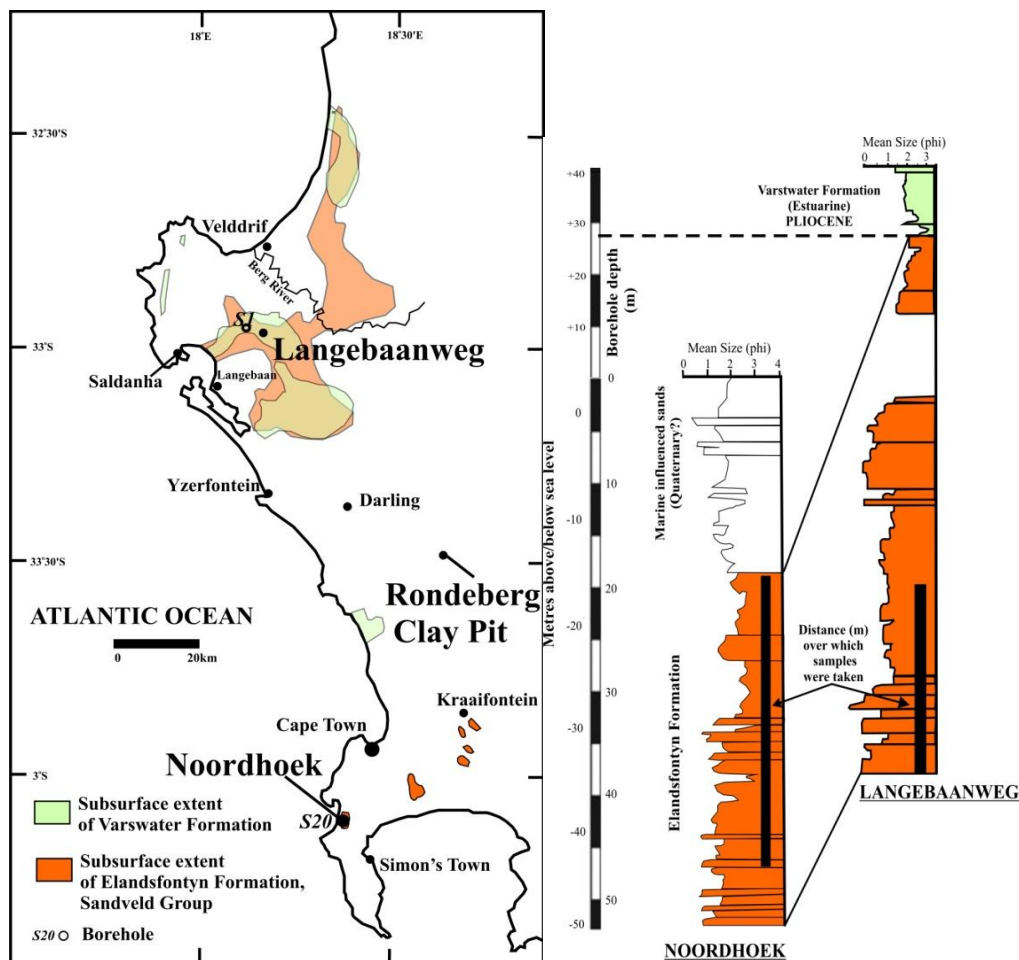 18°E
18°30'E
32°30'S
Velddrif
Berg River
S1
Langebaanweg
33°S
Saldanha
Langebaan
Yzerfontein
Darling
33°30'S
Rondeberg
Clay Pit
ATLANTIC OCEAN
0
20km
Kraaifontein
Cape Town
Noordhoek
3°S
S20
Simon's Town
Subsurface extent
of Varswater Formation
Subsurface extent
of Elandsfontyn Formation,
Sandveld Group
S20
Borehole
Metres above/below sea level
+40
+30
+20
+10
0
-10
-20
-30
-40
-50
Borehole depth
(m)
0
10
20
30
40
50
Mean Size (phi)
0 1 2 3 4
Marine influenced sands
(Quaternary?)
Elandsfontyn Formation
NOORDHOEK
Varstwater Formation
(Estuarine)
PLIOCENE
Distance (m)
over which
samples
were taken
Mean Size (phi)
0 1 2 3
LANGEBAANWEG